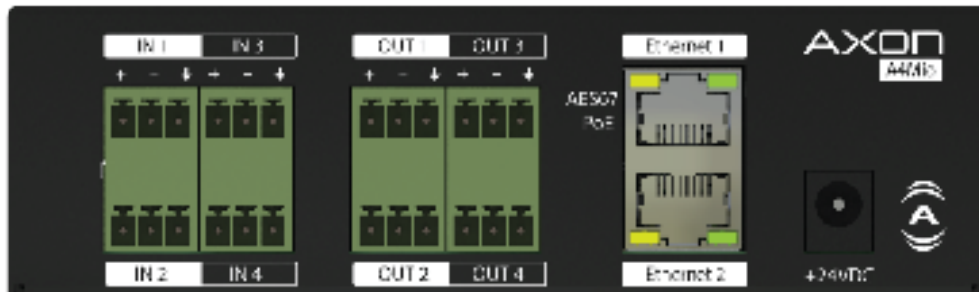 IN 1 IN 3
OUT 1 OUT 3
Ethernet 1
AXON
A4Mio
+ - + -
+ - + -
AES67
PoE
A
IN 2 IN 4
OUT 2 OUT 4
Ethernet 2
+24VDC